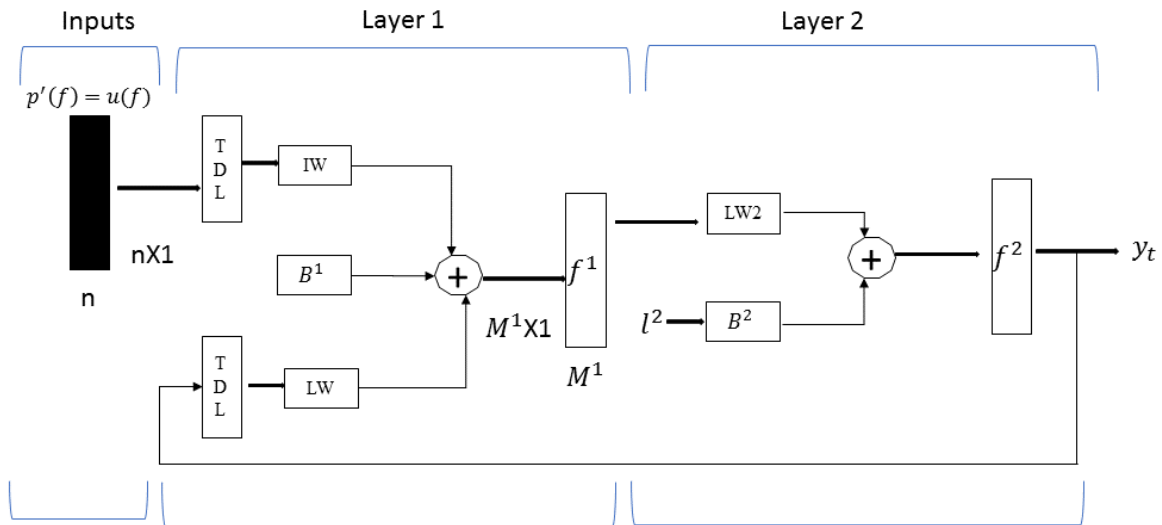 Inputs
Layer 1
Layer 2
p′(f) = u(f)
T
D
L
IW
nX1
n
B¹
+
M¹X1
f¹
M¹
T
D
L
LW
LW2
+
l²
B²
f²
yₜ